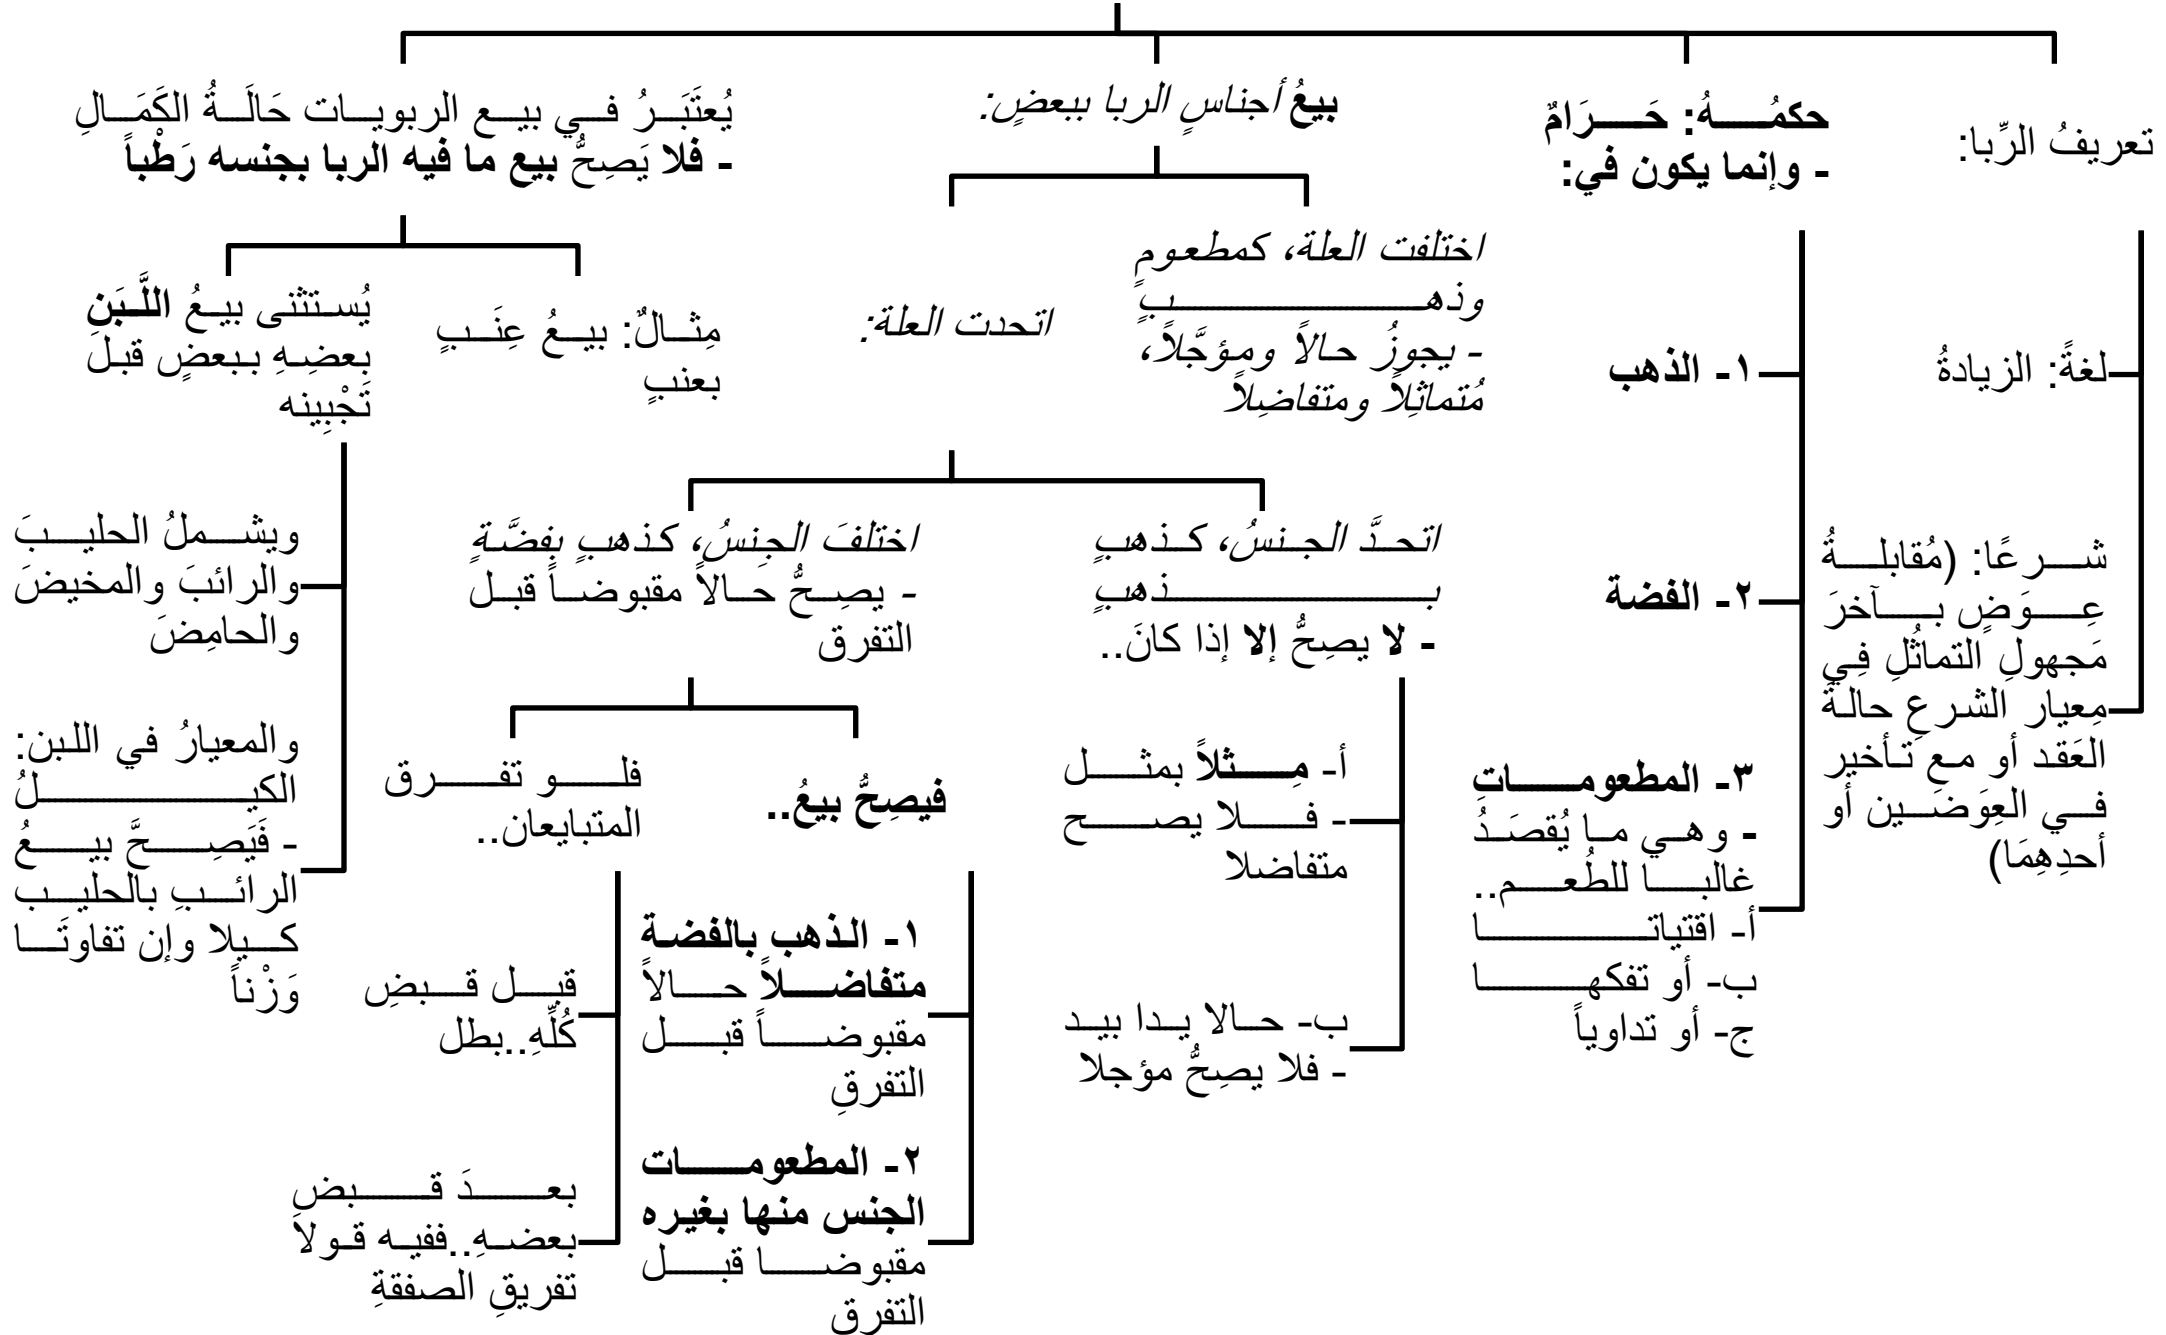 تعريفُ الرِّبا:
لغةً: الزيادةُ
شرعًا: (مُقابلةُ
عِوَضٍ بآخرَ
مَجهولِ التماثُلِ فِي
مِعيار الشرعِ حالةَ
العَقد أو مع تأخير
في العِوَضَين أو
أحدِهِمَا)
حكمُهُ: حَرَامٌ
- وإنما يكون في:
١- الذهب
٢- الفضة
٣- المطعوماتِ
- وهي ما يُقصَدُ
غالبا للطُعم..
أ- اقتياتا
ب- أو تفكها
ج- أو تداوياً
بيعُ أجناسِ الربا ببعضٍ:
اختلفت العلة، كمطعومٍ
وذهبٍ
- يجوزُ حالاً ومؤجَّلاً،
مُتماثِلاً ومتفاضِلاً
اتحدت العلة:
اتحدَّ الجنسُ، كذهبٍ
بذهبٍ
- لا يصِحُّ إلا إذا كانَ..
أ- مِثلاً بمثل
- فلا يصح
متفاضلا
ب- حالا يدا بيد
- فلا يصِحُّ مؤجلا
اختلفَ الجِنسُ، كذهبٍ بِفضَّةٍ
- يصِحُّ حالاً مقبوضاً قبل
التفرق
فيصِحُّ بيعُ..
١- الذهب بالفضة
متفاضلاً حالاً
مقبوضاً قبل
التفرقِ
٢- المطعومات
الجنس منها بغيره
مقبوضا قبل
التفرق
فلو تفرق
المتبايعان..
قبل قبضِ
كُلِّهِ..بطل
بعدَ قبض
بعضهِ..ففيه قولاَ
تفريقِ الصفقةِ
يُعتَبَرُ في بيع الربويات حَالَةُ الكَمَالِ
- فلا يَصِحُّ بيع ما فيه الربا بجنسه رَطْباً
مِثالٌ: بيعُ عِنَبٍ
بعنبٍ
يُستثنى بيعُ اللَّبَنِ
بعضِهِ ببعضٍ قبلَ
تَجْبِينه
ويشملُ الحليبَ
والرائبَ والمخيضَ
والحامِضَ
والمعيارُ في اللبن:
الكيلُ
- فَيَصِحَّ بيعُ
الرائبِ بالحليب
كيلا وإن تفاوتَا
وَزْناً